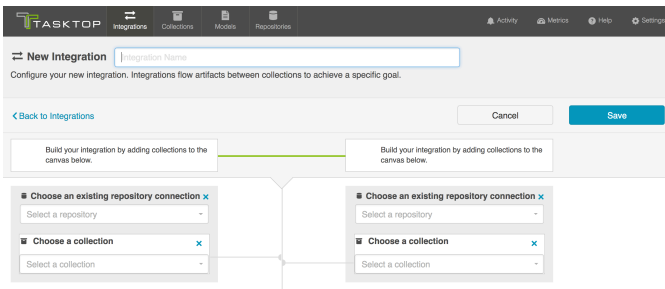 TASKTOP
Integrations
Collections
Models
Repositories
Activity
Metrics
Help
Settings
New Integration
Integration Name
Configure your new integration. Integrations flow artifacts between collections to achieve a specific goal.
Back to Integrations
Cancel
Save
Build your integration by adding collections to the
canvas below.
Build your integration by adding collections to the
canvas below.
Choose an existing repository connection ×
Select a repository
Choose a collection ×
Select a collection
Choose an existing repository connection ×
Select a repository
Choose a collection ×
Select a collection